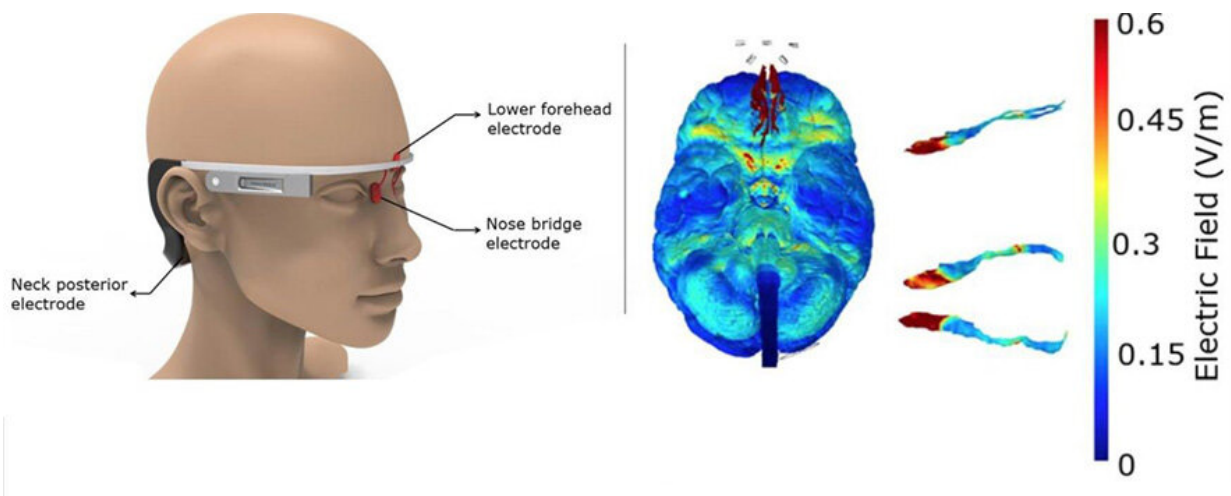 Lower forehead
electrode
Nose bridge
electrode
Neck posterior
electrode
0.6
0.45
0.3
0.15
0
Electric Field (V/m)